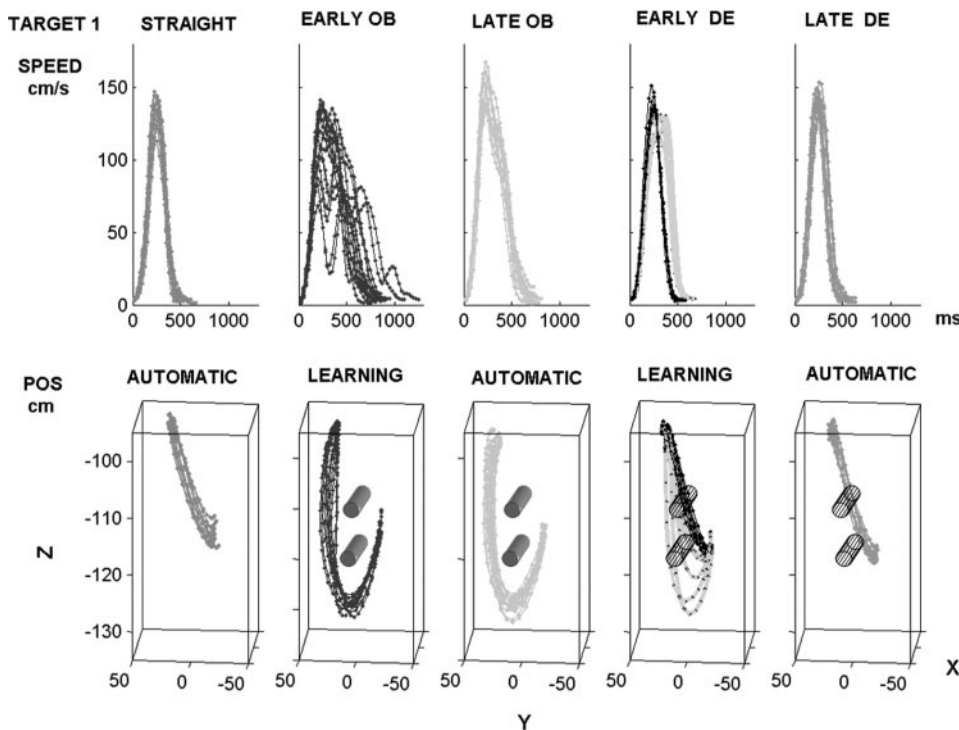 TARGET 1 STRAIGHT EARLY OB LATE OB EARLY DE LATE DE
SPEED
cm/s
150
100
50
0
0 500 1000 0 500 1000 0 500 1000 0 500 1000 0 500 1000 ms
POS
cm
AUTOMATIC LEARNING AUTOMATIC LEARNING AUTOMATIC
-100
-110
Z
-120
-130
50 0 -50 50 0 -50 50 0 -50 50 0 -50 50 0 -50 X
Y